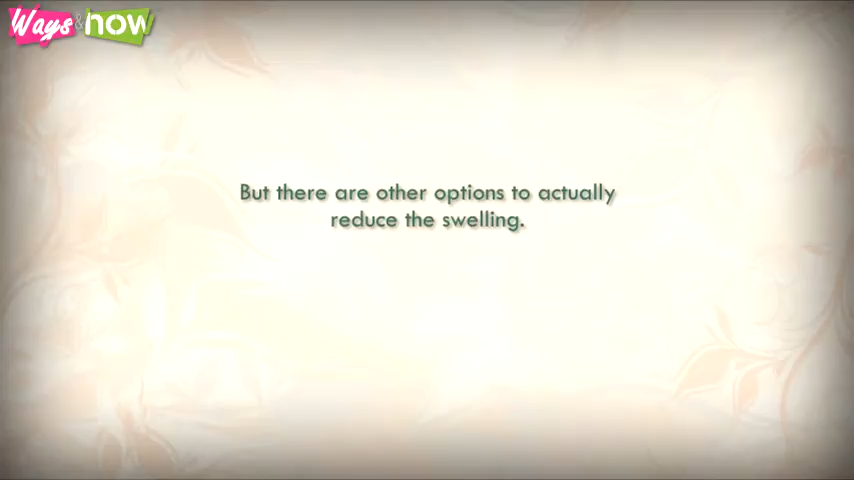 Ways & how
But there are other options to actually
reduce the swelling.